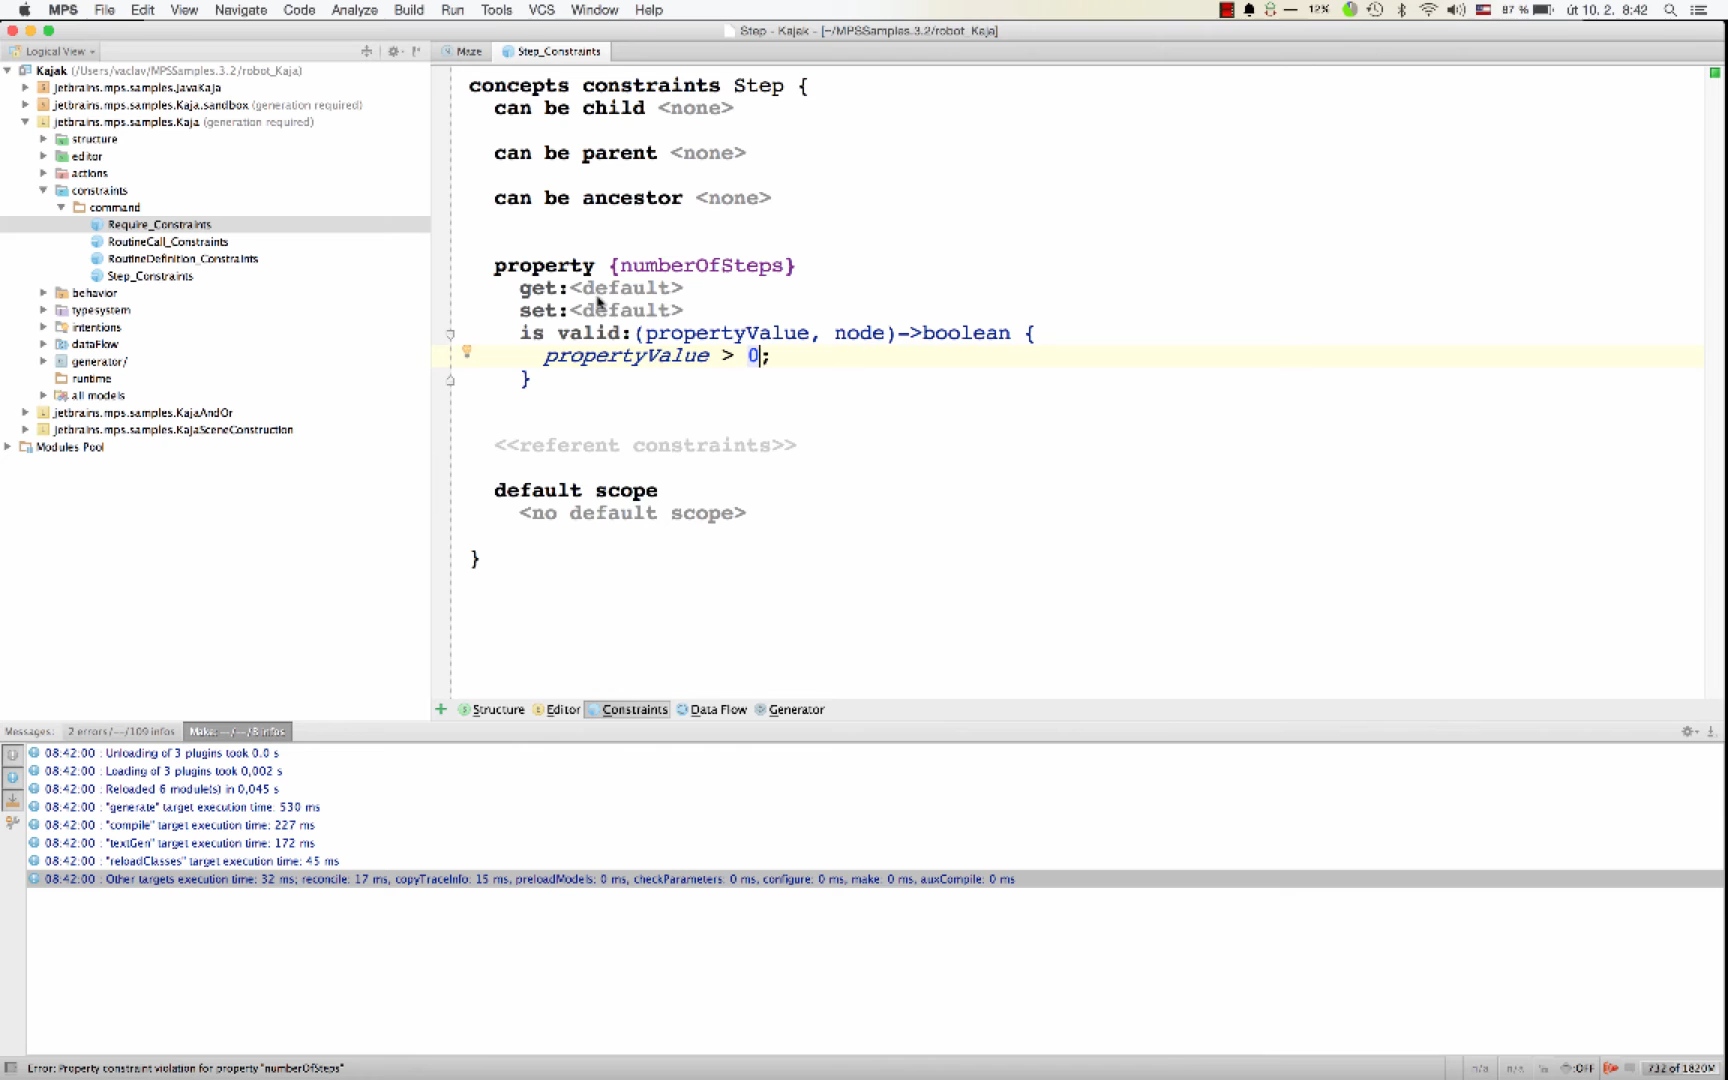 MPS File Edit View Navigate Code Analyze Build Run Tools VCS Window Help 12% 87 % út 10. 2. 8:42
Step - Kajak - [~/MPSSamples.3.2/robot_Kaja]
Logical View
Maze Step_Constraints
Kajak (/Users/vaclav/MPSSamples.3.2/robot_Kaja)
jetbrains.mps.samples.JavaKaja
jetbrains.mps.samples.Kaja.sandbox (generation required)
jetbrains.mps.samples.Kaja (generation required)
structure
editor
actions
constraints
command
Require_Constraints
RoutineCall_Constraints
RoutineDefinition_Constraints
Step_Constraints
behavior
typesystem
intentions
dataFlow
generator/
runtime
all models
jetbrains.mps.samples.KajaAndOr
jetbrains.mps.samples.KajaSceneConstruction
Modules Pool
concepts constraints Step {
can be child <none>
can be parent <none>
can be ancestor <none>
property {numberOfSteps}
get:<default>
set:<default>
is valid:(propertyValue, node)->boolean {
propertyValue > 0;
}
<<referent constraints>>
default scope
<no default scope>
}
Structure Editor Constraints Data Flow Generator
Messages: 2 errors/--/109 infos Make: --/--/8 infos
08:42:00 : Unloading of 3 plugins took 0.0 s
08:42:00 : Loading of 3 plugins took 0,002 s
08:42:00 : Reloaded 6 module(s) in 0,045 s
08:42:00 : "generate" target execution time: 530 ms
08:42:00 : "compile" target execution time: 227 ms
08:42:00 : "textGen" target execution time: 172 ms
08:42:00 : "reloadClasses" target execution time: 45 ms
08:42:00 : Other targets execution time: 32 ms; reconcile: 17 ms, copyTraceInfo: 15 ms, preloadModels: 0 ms, checkParameters: 0 ms, configure: 0 ms, make: 0 ms, auxCompile: 0 ms
Error: Property constraint violation for property "numberOfSteps" n/a n/a :OFF 732 of 1820M